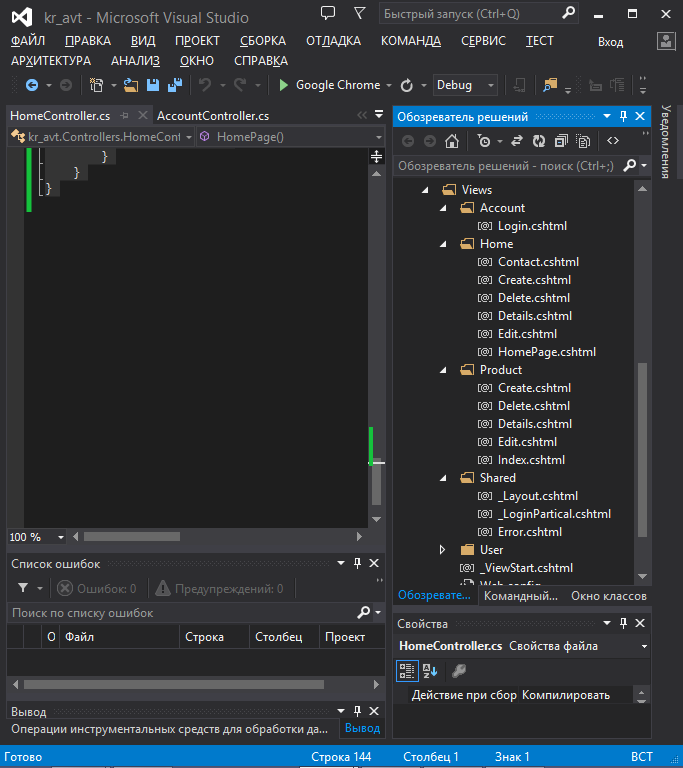 kr_avt - Microsoft Visual Studio
Быстрый запуск (Ctrl+Q)
ФАЙЛ ПРАВКА ВИД ПРОЕКТ СБОРКА ОТЛАДКА КОМАНДА СЕРВИС ТЕСТ Вход
АРХИТЕКТУРА АНАЛИЗ ОКНО СПРАВКА
Google Chrome Debug
HomeController.cs AccountController.cs
kr_avt.Controllers.HomeCont HomePage()
}
}
}
100 %
Список ошибок
Ошибок: 0 Предупреждений: 0
Поиск по списку ошибок
О Файл Строка Столбец Проект
Вывод
Операции инструментальных средств для обработки да... Вывод
Обозреватель решений
Обозреватель решений - поиск (Ctrl+;)
Views
Account
Login.cshtml
Home
Contact.cshtml
Create.cshtml
Delete.cshtml
Details.cshtml
Edit.cshtml
HomePage.cshtml
Product
Create.cshtml
Delete.cshtml
Details.cshtml
Edit.cshtml
Index.cshtml
Shared
_Layout.cshtml
_LoginPartical.cshtml
Error.cshtml
User
_ViewStart.cshtml
Web.config
Обозревате... Командный... Окно классов
Свойства
HomeController.cs Свойства файла
Действие при сбор Компилировать
Уведомления
Готово Строка 144 Столбец 1 Знак 1 ВСТ